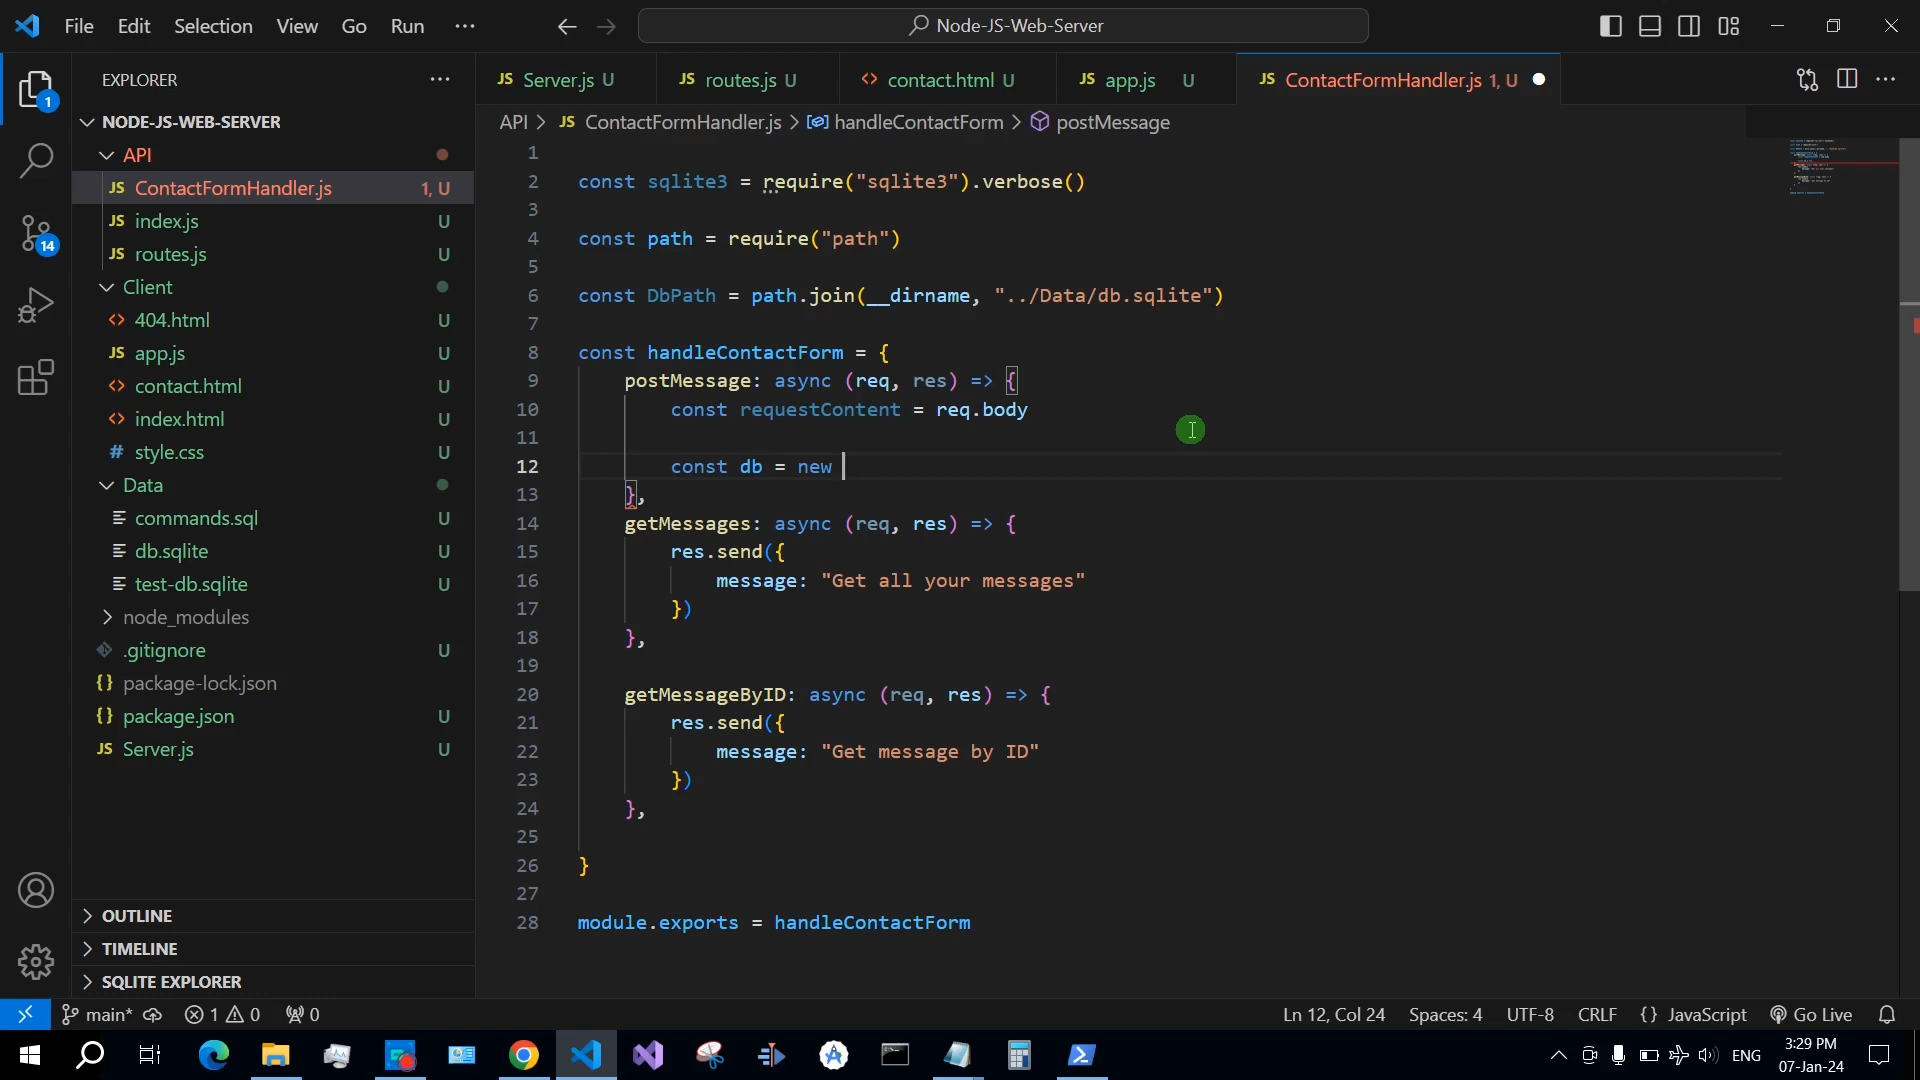 File Edit Selection View Go Run ··· Node-JS-Web-Server
EXPLORER ···
Server.js U routes.js U contact.html U app.js U ContactFormHandler.js 1, U
API > JS ContactFormHandler.js > handleContactForm > postMessage
NODE-JS-WEB-SERVER
API
JS ContactFormHandler.js 1, U
JS index.js U
JS routes.js U
Client
<> 404.html U
JS app.js U
<> contact.html U
<> index.html U
# style.css U
Data
commands.sql U
db.sqlite U
test-db.sqlite U
node_modules
.gitignore U
{} package-lock.json
{} package.json U
JS Server.js U
OUTLINE
TIMELINE
SQLITE EXPLORER
1
14
1
2 const sqlite3 = require("sqlite3").verbose()
3
4 const path = require("path")
5
6 const DbPath = path.join(__dirname, "../Data/db.sqlite")
7
8 const handleContactForm = {
9 postMessage: async (req, res) => {
10 const requestContent = req.body
11
12 const db = new
13 },
14 getMessages: async (req, res) => {
15 res.send({
16 message: "Get all your messages"
17 })
18 },
19
20 getMessageByID: async (req, res) => {
21 res.send({
22 message: "Get message by ID"
23 })
24 },
25
26 }
27
28 module.exports = handleContactForm
main* 1 0 0 Ln 12, Col 24 Spaces: 4 UTF-8 CRLF {} JavaScript Go Live
ENG 3:29 PM
07-Jan-24